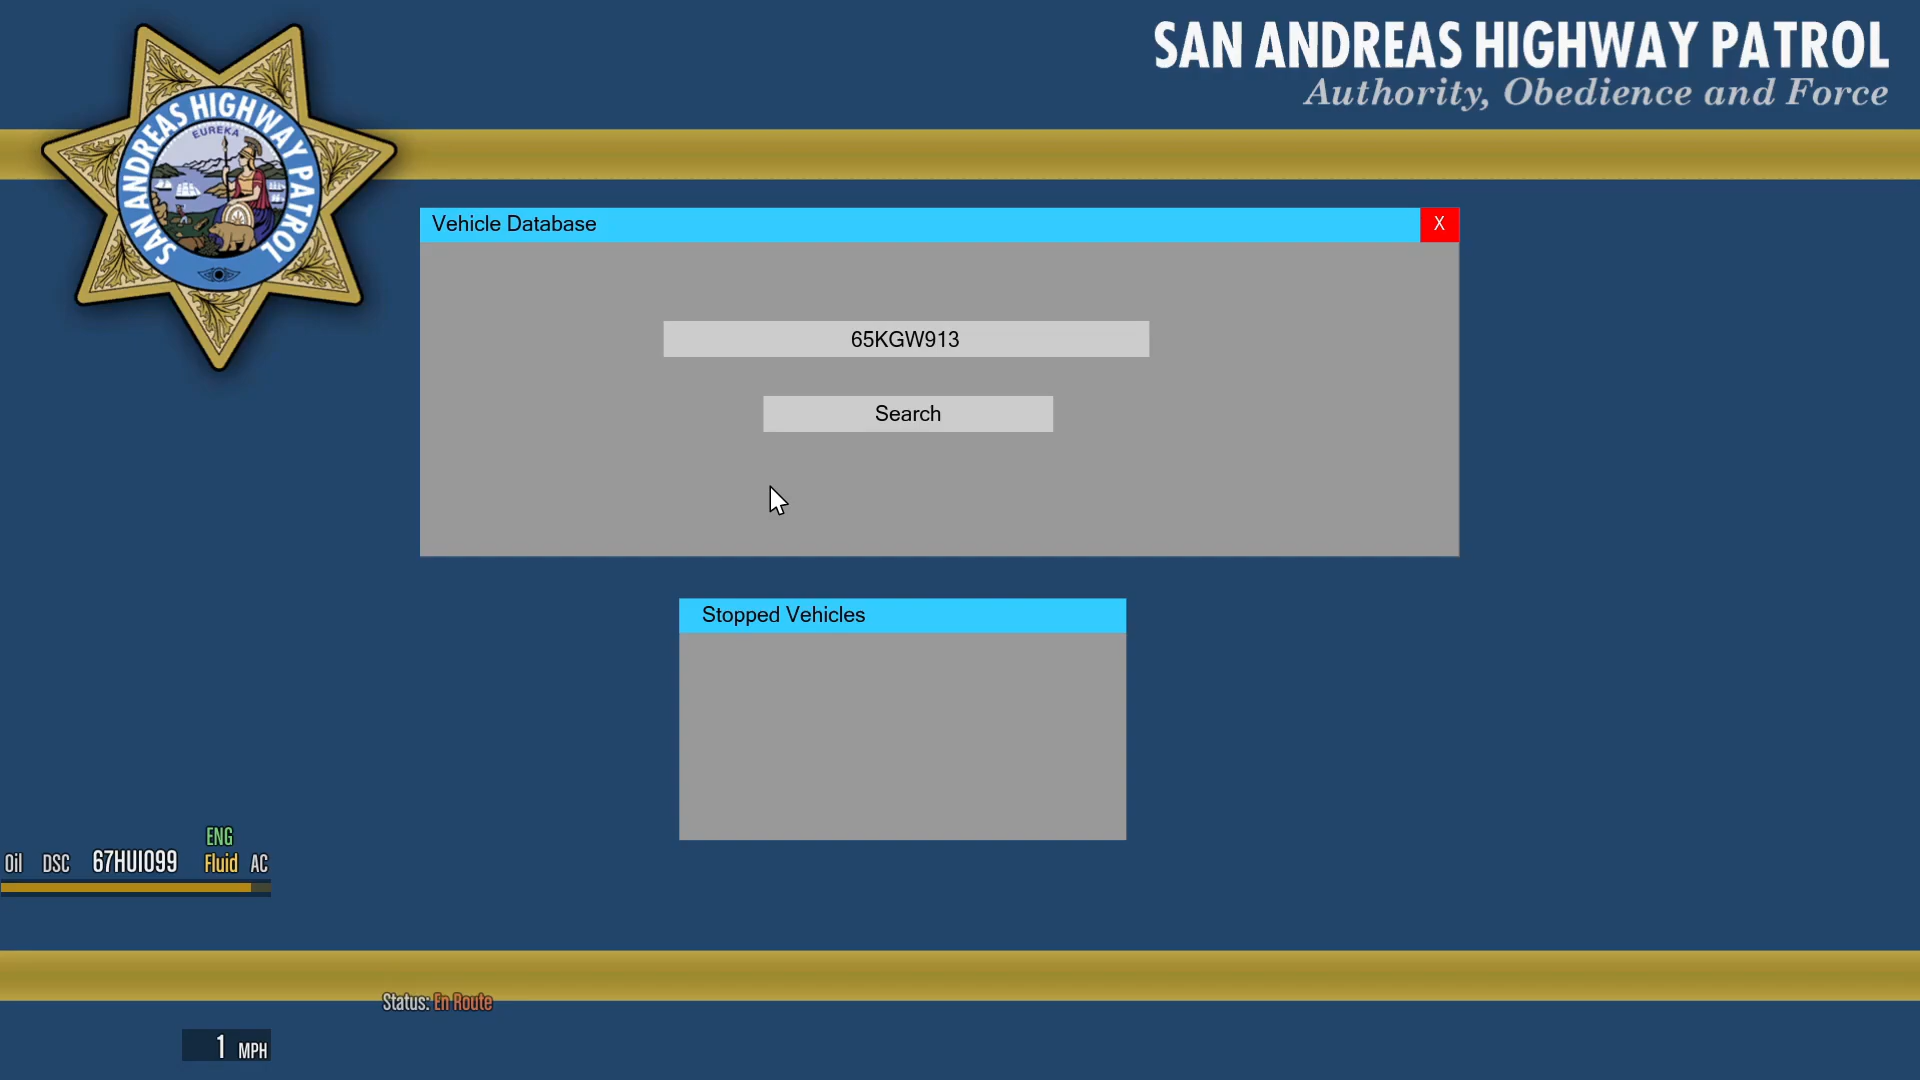 SAN ANDREAS HIGHWAY PATROL
Authority, Obedience and Force
SAN ANDREAS HIGHWAY PATROL
EUREKA
Vehicle Database
X
65KGW913
Search
Stopped Vehicles
ENG
Oil DSC 67HUI099 Fluid AC
Status: En Route
1 MPH